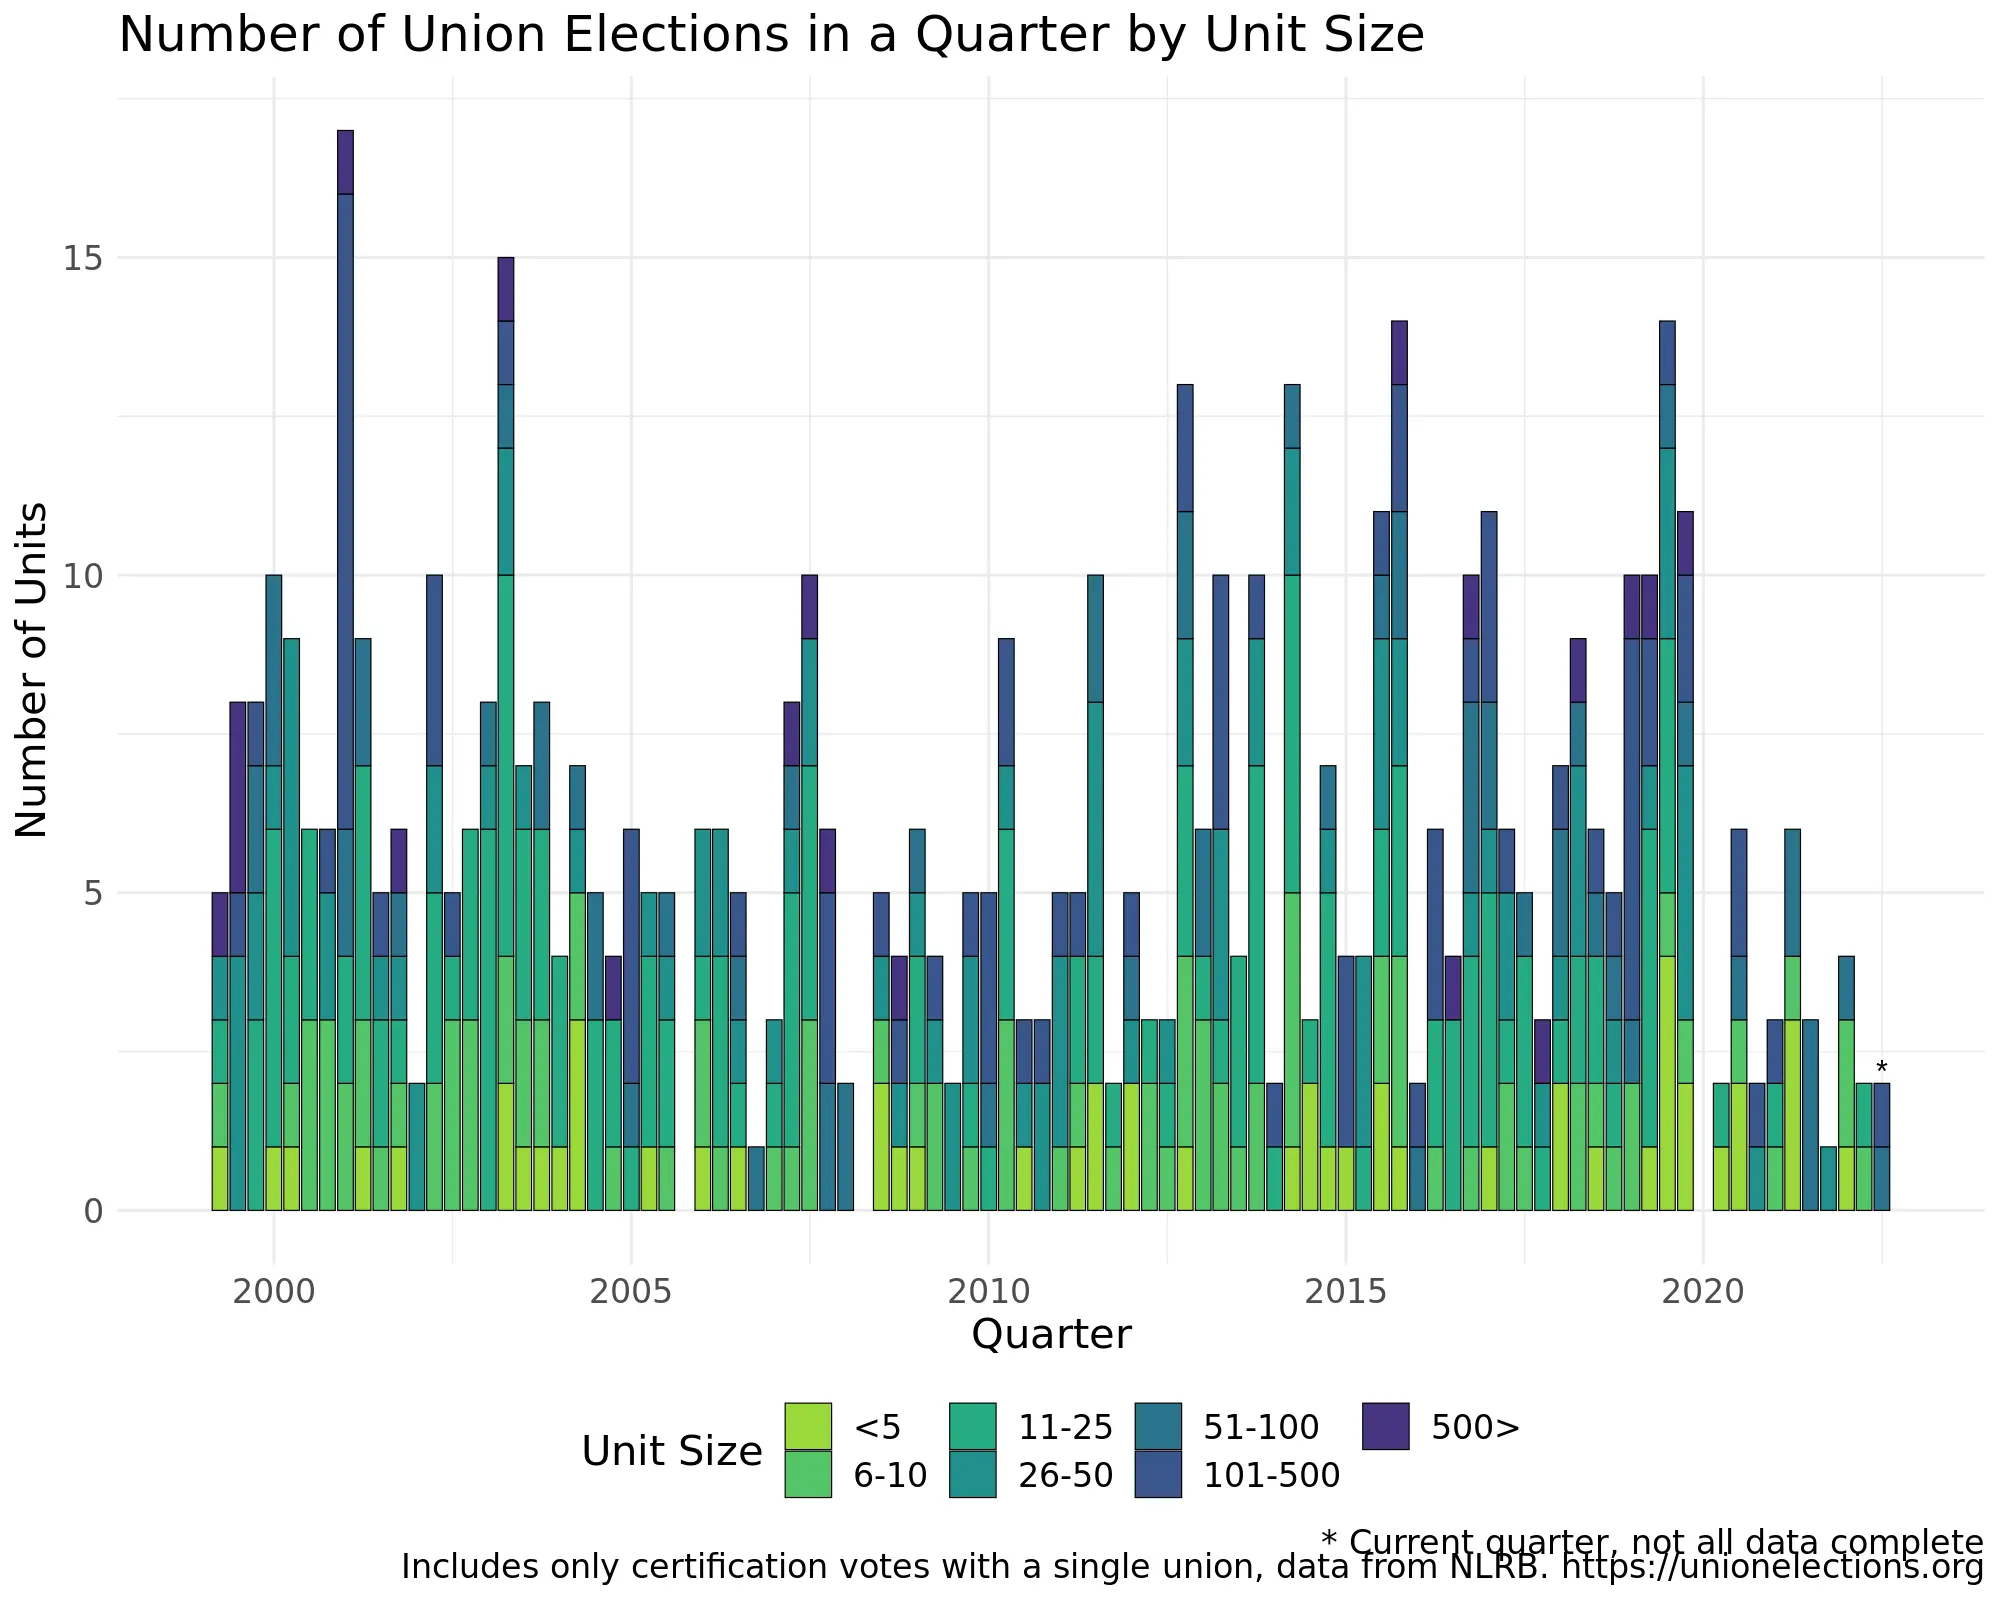 Number of Union Elections in a Quarter by Unit Size
Number of Units
15
10
5
0
*
2000 2005 2010 2015 2020
Quarter
Unit Size
<5 11-25 51-100 500>
6-10 26-50 101-500
* Current quarter, not all data complete
Includes only certification votes with a single union, data from NLRB. https://unionelections.org